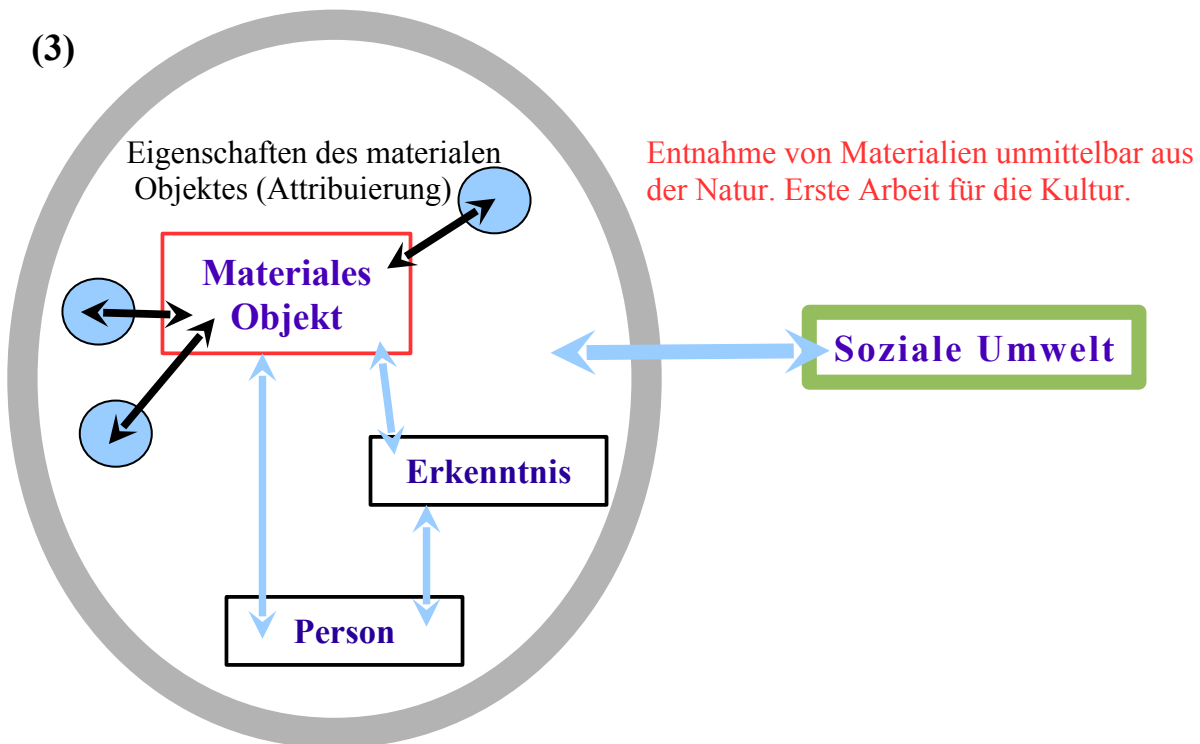 (3)
Eigenschaften des materialen
Objektes (Attribuierung)
Entnahme von Materialien unmittelbar aus
der Natur. Erste Arbeit für die Kultur.
Materiales
Objekt
Soziale Umwelt
Erkenntnis
Person